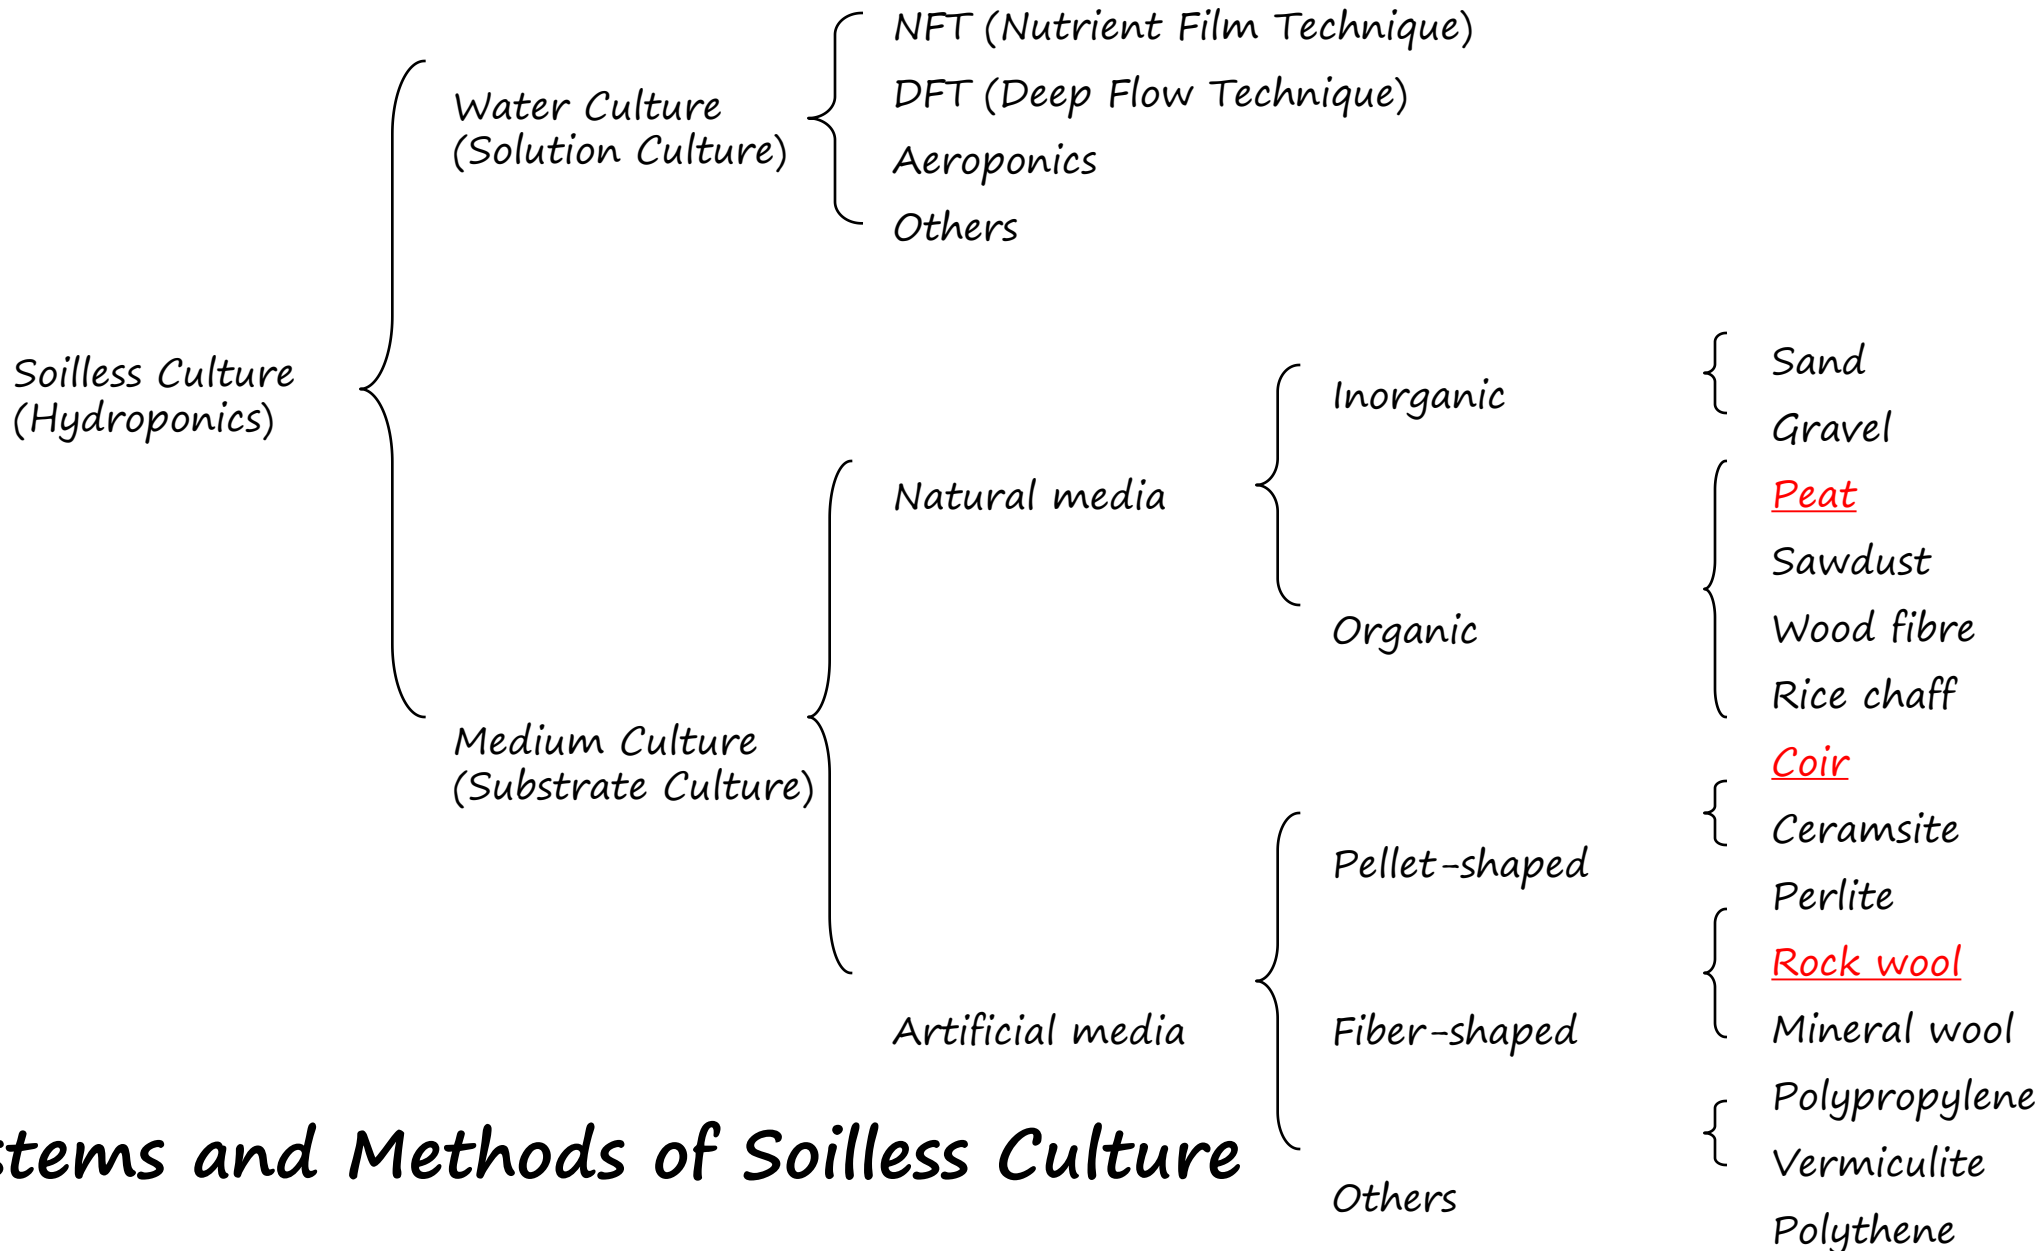 NFT (Nutrient Film Technique)
DFT (Deep Flow Technique)
Aeroponics
Others
Water Culture
(Solution Culture)
Soilless Culture
(Hydroponics)
Medium Culture
(Substrate Culture)
Natural media
Artificial media
Inorganic
Organic
Pellet-shaped
Fiber-shaped
Others
Sand
Gravel
Peat
Sawdust
Wood fibre
Rice chaff
Coir
Ceramsite
Perlite
Rock wool
Mineral wool
Polypropylene
Vermiculite
Polythene
stems and Methods of Soilless Culture